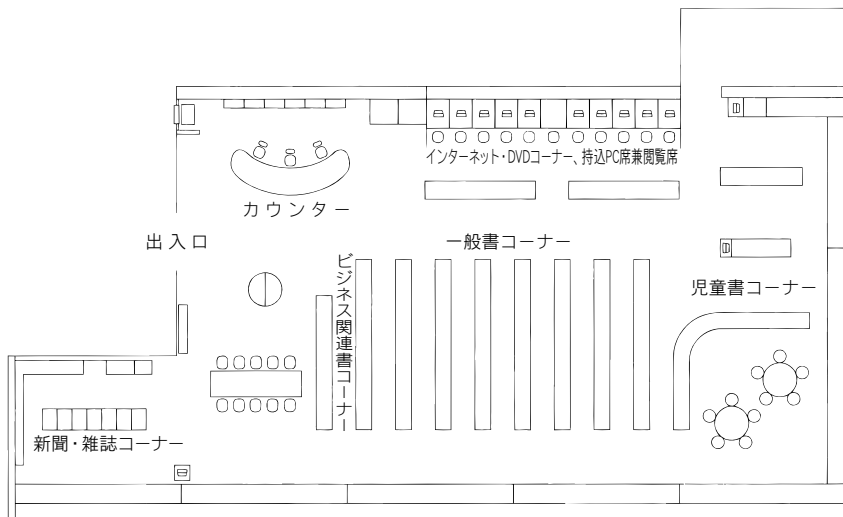 インターネット・DVDコーナー、持込PC席兼閲覧席
カウンター
出入口
一般書コーナー
ビジネス関連書コーナー
児童書コーナー
新聞・雑誌コーナー